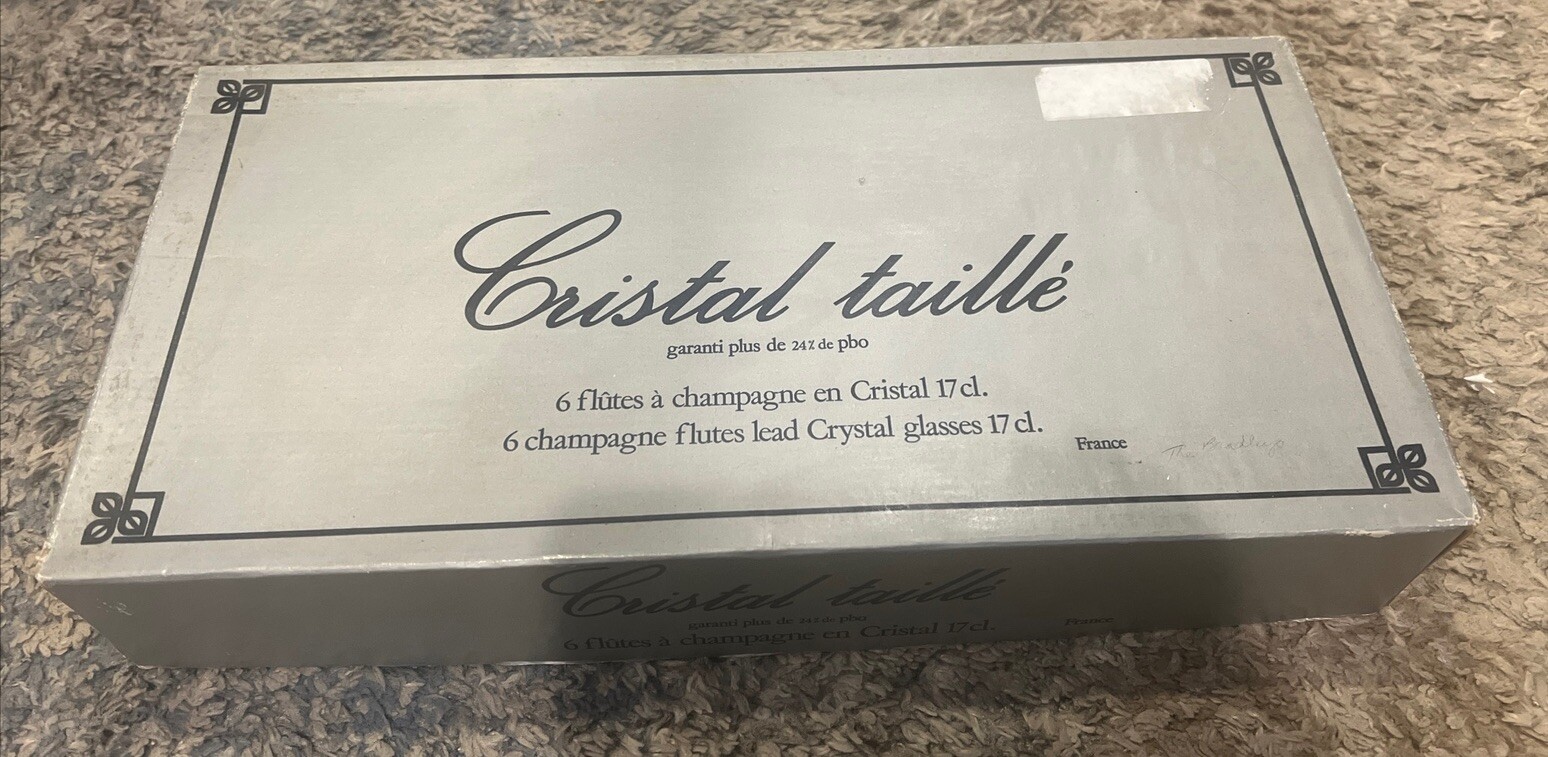 Cristal taillé
garanti plus de 24% de pbo
6 flûtes à champagne en Cristal 17 cl.
6 champagne flutes lead Crystal glasses 17 cl.
France
The
Cristal taillé
garanti plus de 24% de pbo
6 flûtes à champagne en Cristal 17 cl.
France